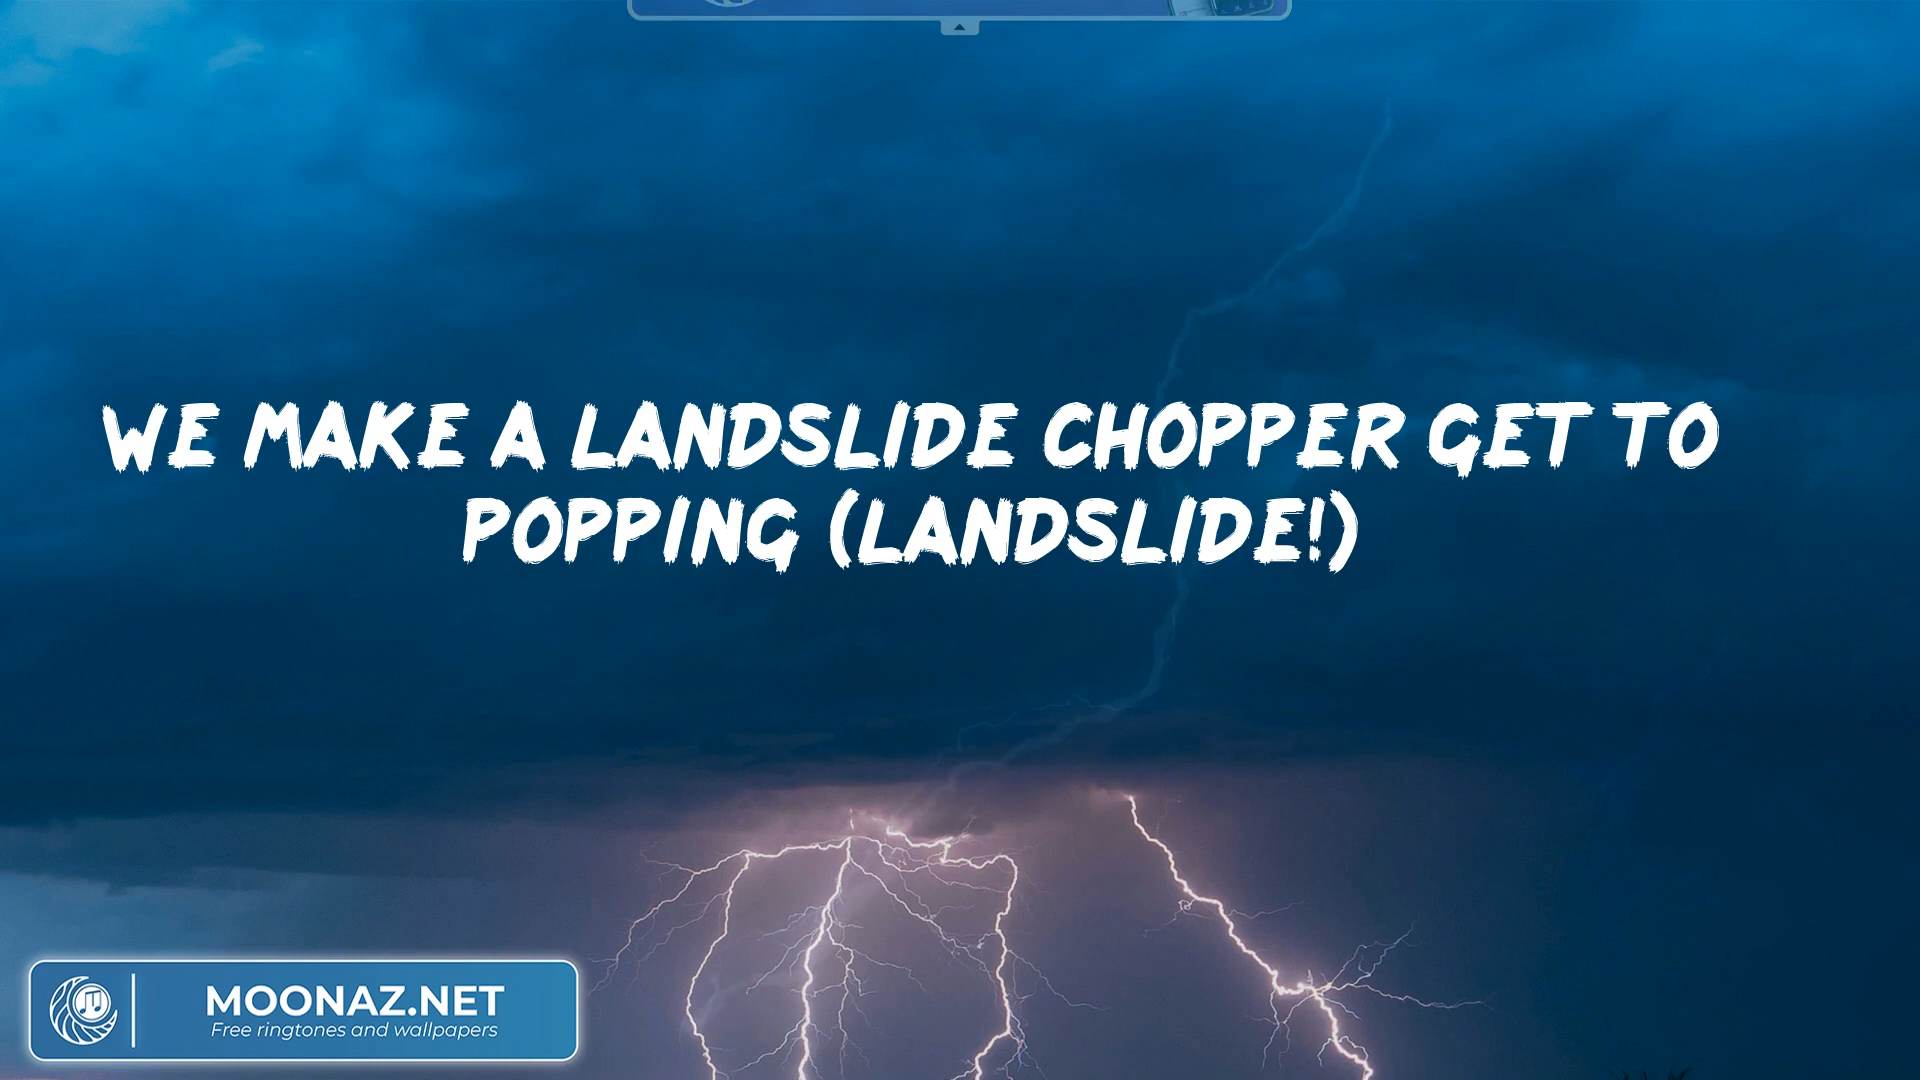 WE MAKE A LANDSLIDE CHOPPER GET TO
POPPING (LANDSLIDE!)
MOONAZ.NET
Free ringtones and wallpapers